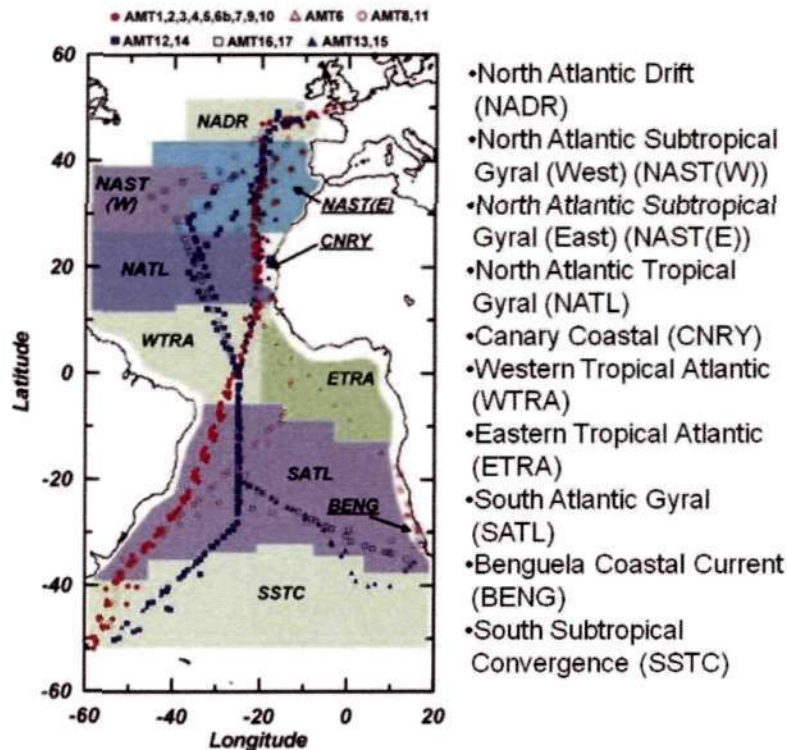 AMT1,2,3,4,5,6b,7,9,10 AMT6 AMT8,11
AMT12,14 AMT16,17 AMT13,15
60
40
20
0
-20
-40
-60
Latitude
NADR
NAST
(W)
NAST(E)
CNRY
NATL
WTRA
ETRA
SATL
BENG
SSTC
-60 -40 -20 0 20
Longitude
•North Atlantic Drift
(NADR)
•North Atlantic Subtropical
Gyral (West) (NAST(W))
•North Atlantic Subtropical
Gyral (East) (NAST(E))
•North Atlantic Tropical
Gyral (NATL)
•Canary Coastal (CNRY)
•Western Tropical Atlantic
(WTRA)
•Eastern Tropical Atlantic
(ETRA)
•South Atlantic Gyral
(SATL)
•Benguela Coastal Current
(BENG)
•South Subtropical
Convergence (SSTC)